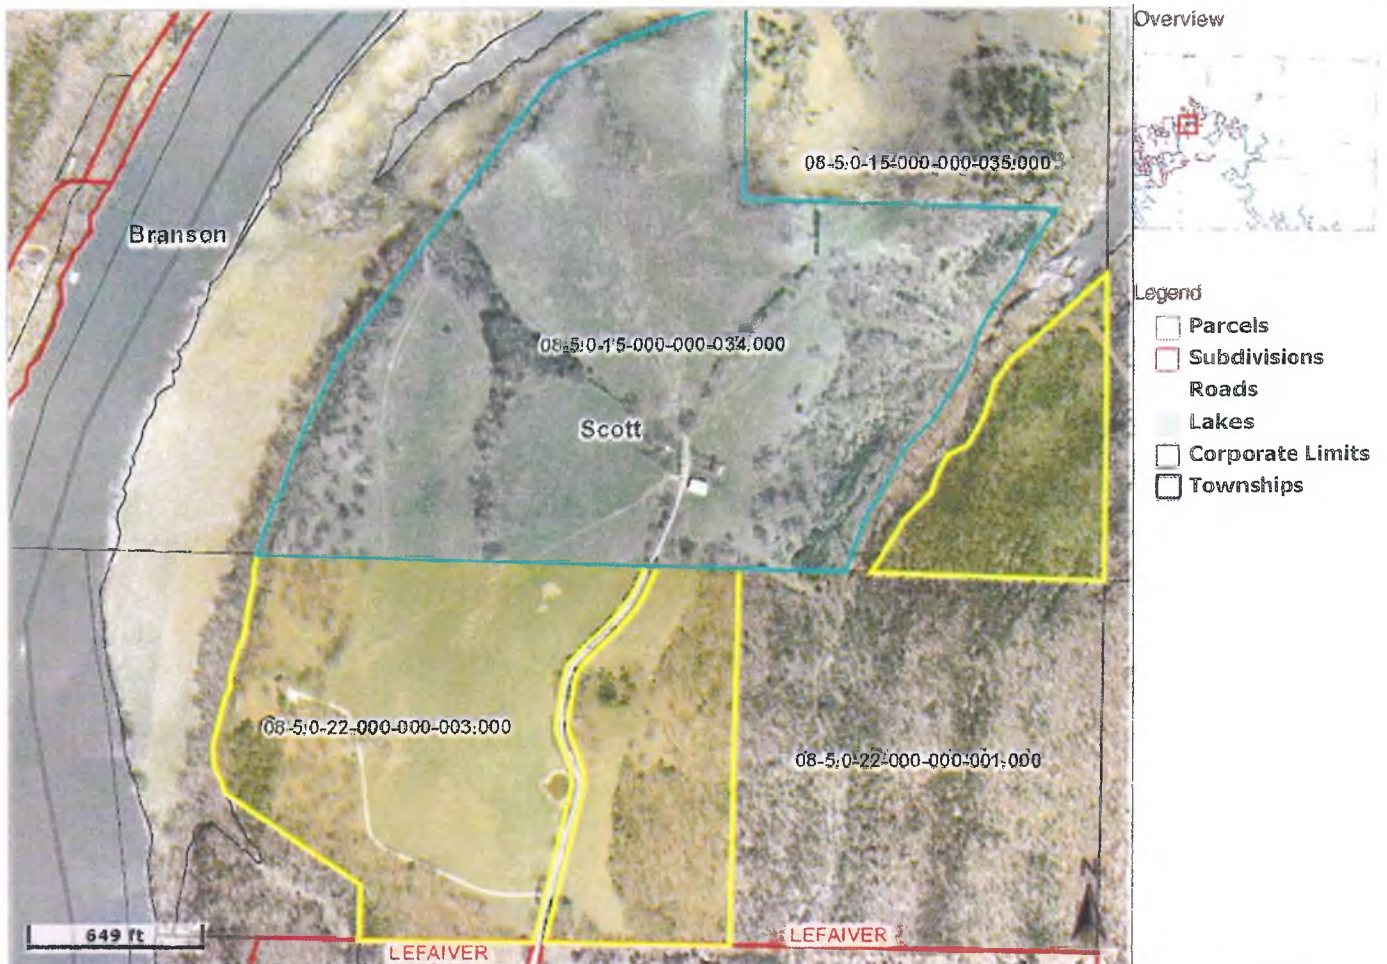 Overview
08-5.0-15-000-000-035.000
Branson
Legend
Parcels
Subdivisions
08-5.0-15-000-000-034.000
Roads
Lakes
Scott
Corporate Limits
Townships
08-5.0-22-000-000-003.000
08-5.0-22-000-000-001.000
N
649 ft
LEFAIVER
LEFAIVER